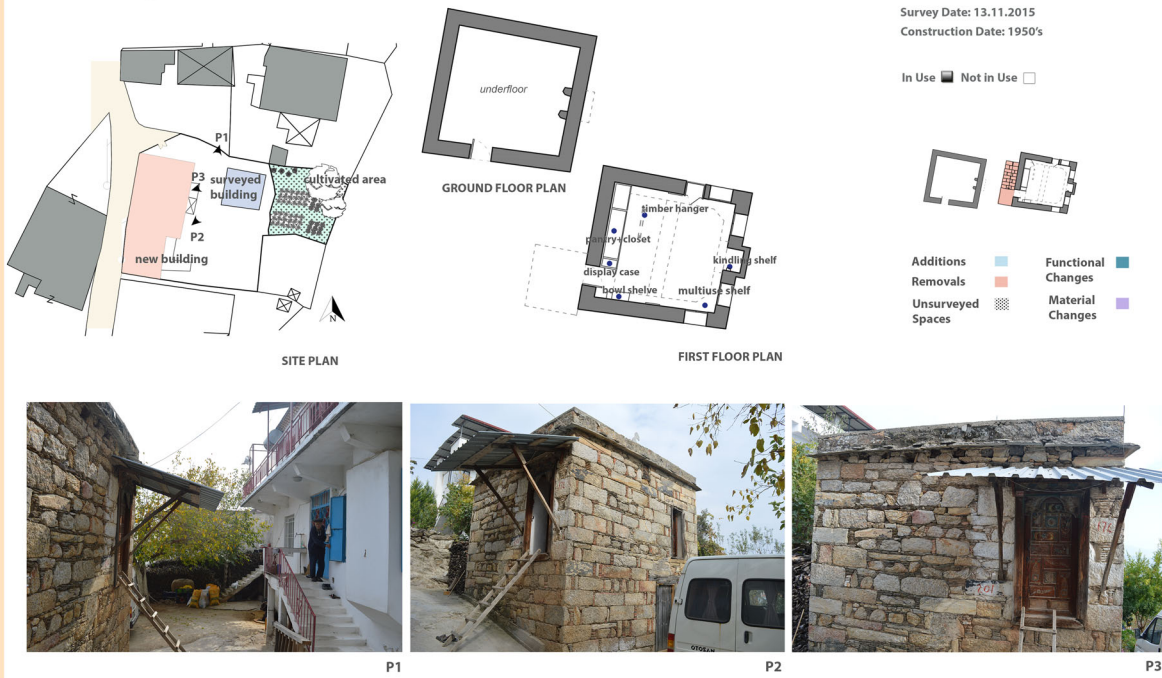 Survey Date: 13.11.2015
Construction Date: 1950's
In Use Not in Use
underfloor
GROUND FLOOR PLAN
P1
P3
surveyed
building
cultivated area
P2
new building
N
SITE PLAN
timber hanger
pantry+closet
kindling shelf
display case
bowl shelve
multiuse shelf
FIRST FLOOR PLAN
Additions
Removals
Unsurveyed
Spaces
Functional
Changes
Material
Changes
OTOSAN
P1
P2
P3